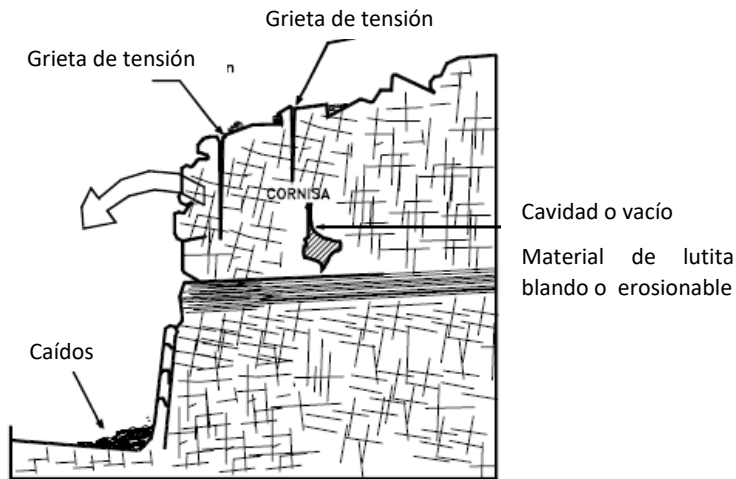 Grieta de tensión
Grieta de tensión
n
CORNISA
Cavidad o vacío
Material de lutita
blando o erosionable
Caídos